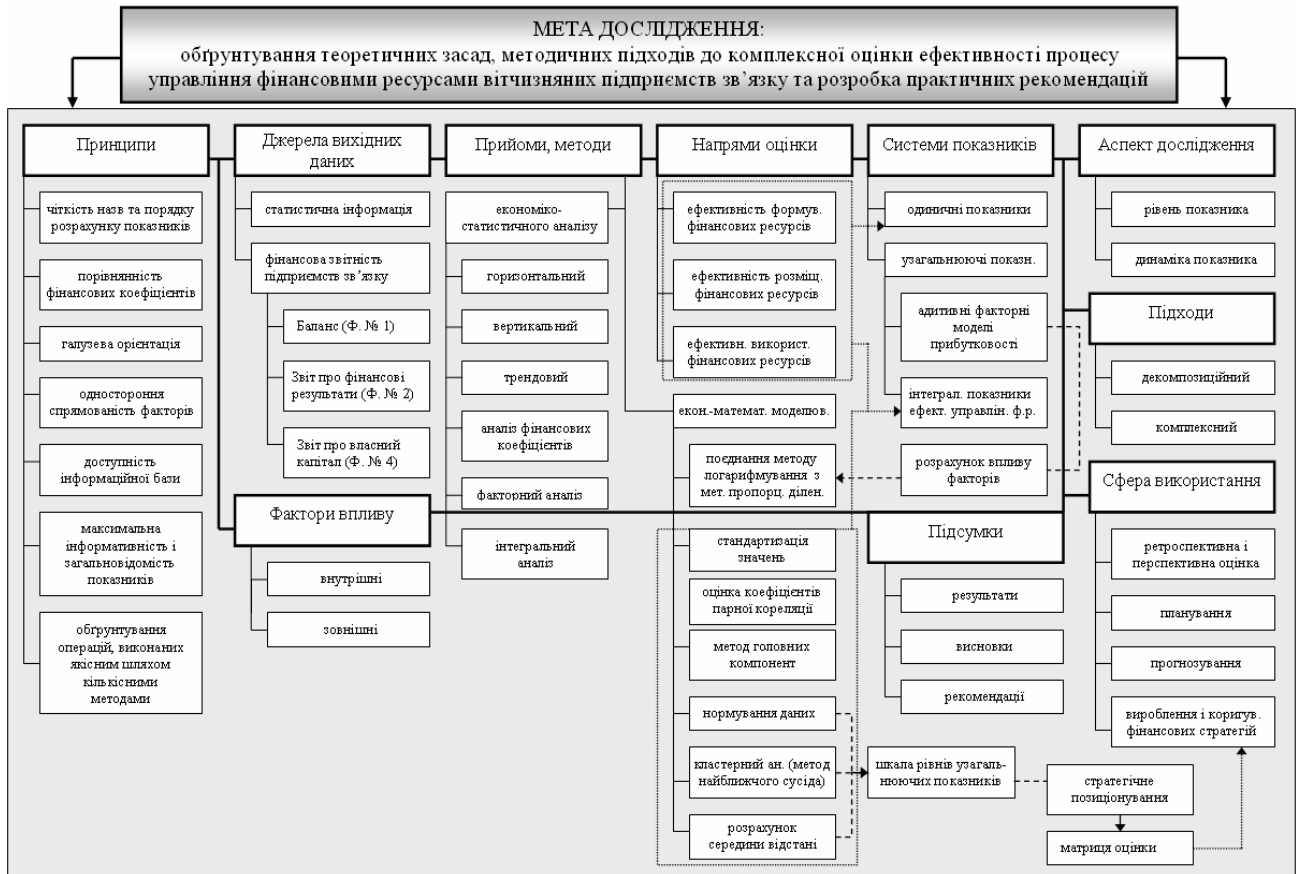 МЕТА ДОСЛІДЖЕННЯ:
обґрунтування теоретичних засад, методичних підходів до комплексної оцінки ефективності процесу
управління фінансовими ресурсами вітчизняних підприємств зв’язку та розробка практичних рекомендацій
Принципи
чіткість назв та порядку
розрахунку показників
порівнянність
фінансових коефіцієнтів
галузева орієнтація
одностороння
спрямованість факторів
доступність
інформаційної бази
максимальна
інформативність і
загальновідомість
показників
обґрунтування
операцій, виконаних
якісним шляхом
кількісними
методами
Джерела вихідних
даних
статистична інформація
фінансова звітність
підприємств зв’язку
Баланс (Ф. № 1)
Звіт про фінансові
результати (Ф. № 2)
Звіт про власний
капітал (Ф. № 4)
Фактори впливу
внутрішні
зовнішні
Прийоми, методи
економіко-
статистичного аналізу
горизонтальний
вертикальний
трендовий
аналіз фінансових
коефіцієнтів
факторний аналіз
інтегральний
аналіз
Напрями оцінки
ефективність формув.
фінансових ресурсів
ефективність розміщ.
фінансових ресурсів
ефективн. використ.
фінансових ресурсів
екон.-математ. моделюв.
поєднання методу
логарифмування з
мет. пропорц. ділен.
стандартизація
значень
оцінка коефіцієнтів
парної кореляції
метод головних
компонент
нормування даних
кластерний ан. (метод
найближчого сусіда)
розрахунок
середини відстані
Системи показників
одиничні показники
узагальнюючі показн.
адитивні факторні
моделі
прибутковості
інтеграл. показники
ефект. управлін. ф.р.
розрахунок впливу
факторів
Підсумки
результати
висновки
рекомендації
шкала рівнів узагаль-
нюючих показників
Аспект дослідження
рівень показника
динаміка показника
Підходи
декомпозиційний
комплексний
Сфера використання
ретроспективна і
перспективна оцінка
планування
прогнозування
вироблення і коригув.
фінансових стратегій
стратегічне
позиціонування
матриця оцінки